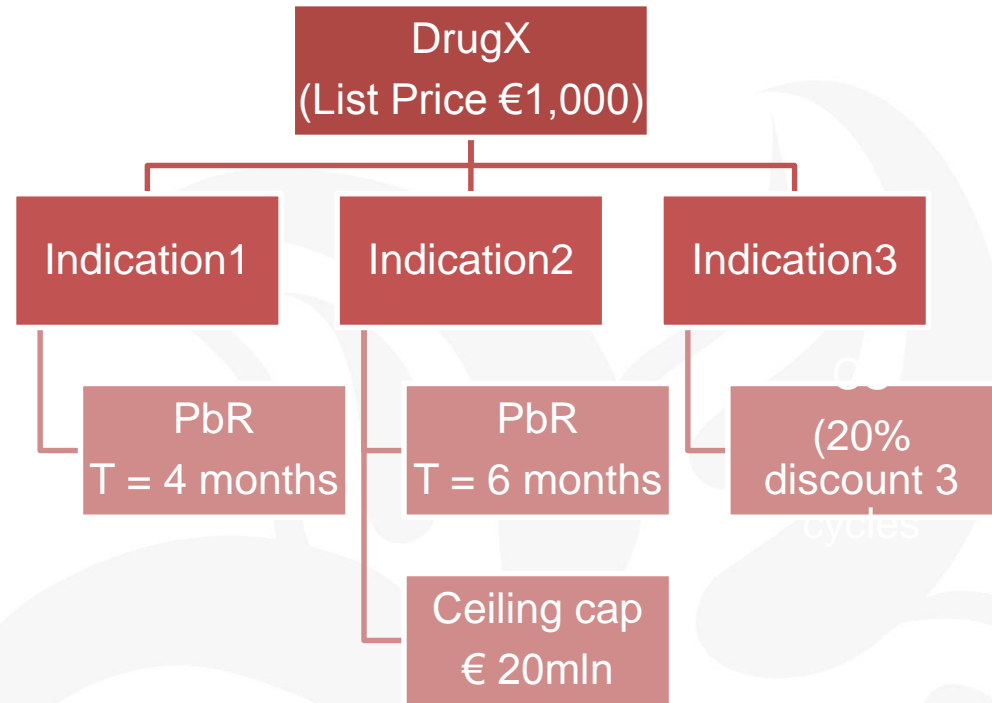 DrugX
(List Price €1,000)
Indication1
Indication2
Indication3
PbR
T = 4 months
PbR
T = 6 months
(20%
discount 3
cycles
Ceiling cap
€ 20mln